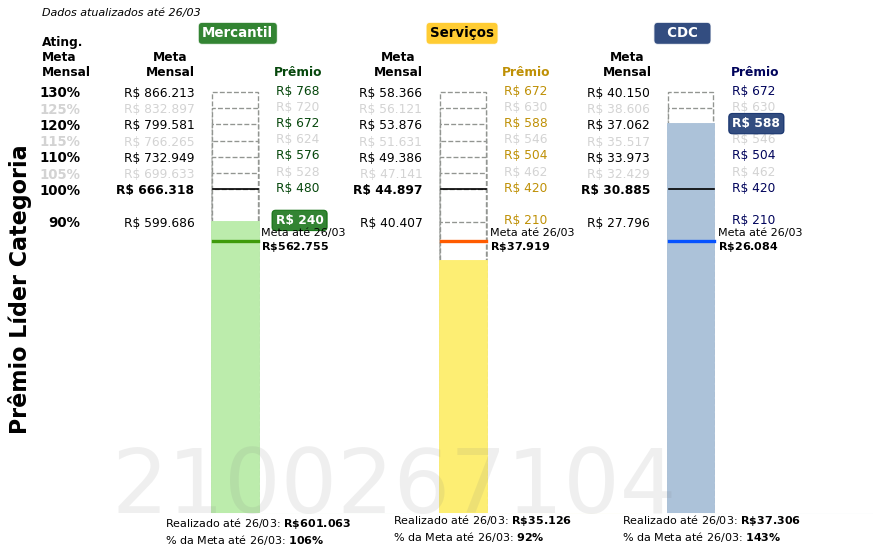 Dados atualizados até 26/03
Mercantil Serviços CDC
Ating.
Meta Meta Meta Meta
Mensal Mensal Prêmio Mensal Prêmio Mensal Prêmio
130% R$ 866.213 R$ 768 R$ 58.366 R$ 672 R$ 40.150 R$ 672
125% R$ 832.897 R$ 720 R$ 56.121 R$ 630 R$ 38.606 R$ 630
120% R$ 799.581 R$ 672 R$ 53.876 R$ 588 R$ 37.062 R$ 588
115% R$ 766.265 R$ 624 R$ 51.631 R$ 546 R$ 35.517 R$ 546
110% R$ 732.949 R$ 576 R$ 49.386 R$ 504 R$ 33.973 R$ 504
105% R$ 699.633 R$ 528 R$ 47.141 R$ 462 R$ 32.429 R$ 462
100% R$ 666.318 R$ 480 R$ 44.897 R$ 420 R$ 30.885 R$ 420
90% R$ 599.686 R$ 240 R$ 40.407 R$ 210 R$ 27.796 R$ 210
Meta até 26/03 Meta até 26/03 Meta até 26/03
R$562.755 R$37.919 R$26.084
Prêmio Líder Categoria
2100267104
Realizado até 26/03: R$601.063 Realizado até 26/03: R$35.126 Realizado até 26/03: R$37.306
% da Meta até 26/03: 106% % da Meta até 26/03: 92% % da Meta até 26/03: 143%